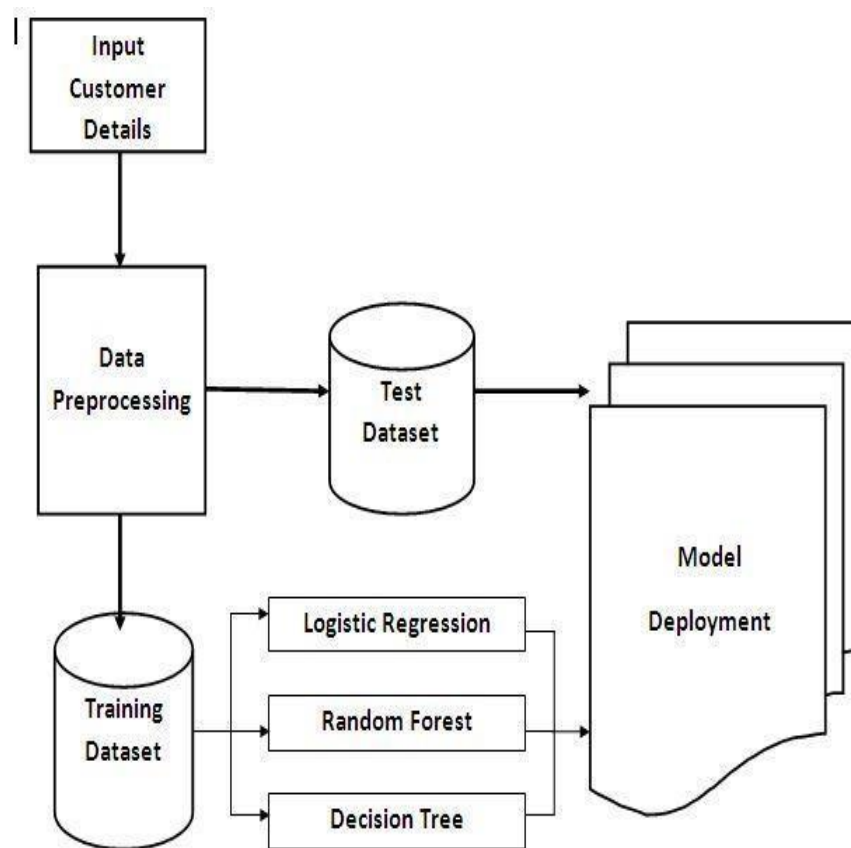 Input
Customer
Details
Data
Preprocessing
Test
Dataset
Model
Deployment
Training
Dataset
Logistic Regression
Random Forest
Decision Tree